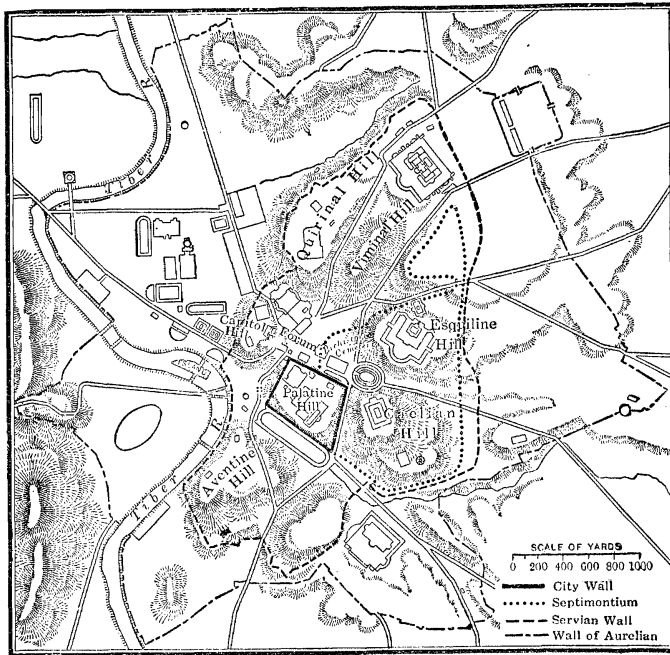 Tiber
Quirinal Hill
Viminal Hill
Capitoline
Hill
Forum
Esquiline
Hill
Palatine
Hill
Caelian
Hill
Aventine
Hill
R.
Tiber
SCALE OF YARDS
0 200 400 600 800 1000
City Wall
Septimontium
Servian Wall
Wall of Aurelian